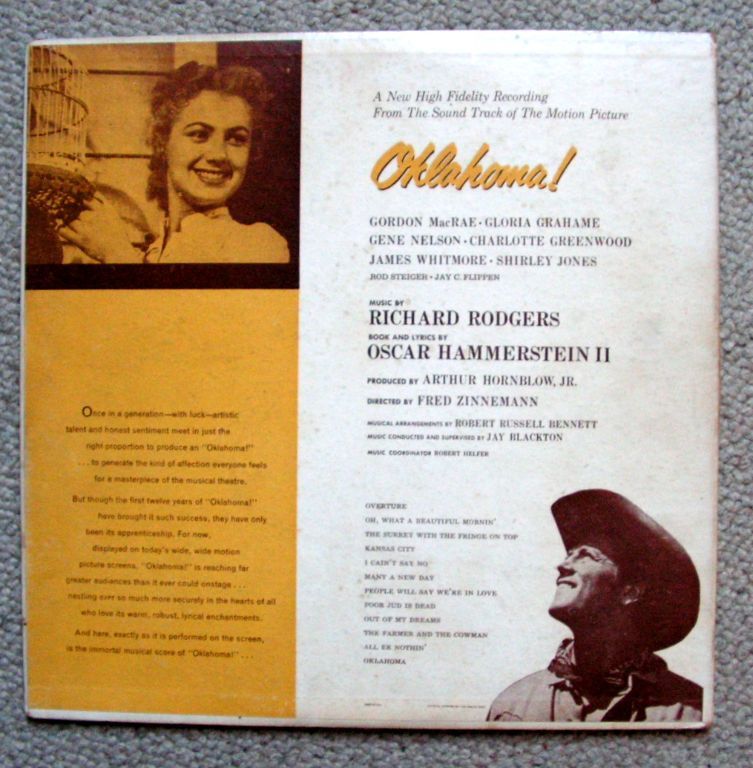 A New High Fidelity Recording
From The Sound Track of The Motion Picture
Oklahoma!
GORDON MacRAE · GLORIA GRAHAME
GENE NELSON · CHARLOTTE GREENWOOD
JAMES WHITMORE · SHIRLEY JONES
ROD STEIGER · JAY C. FLIPPEN
MUSIC BY
RICHARD RODGERS
BOOK AND LYRICS BY
OSCAR HAMMERSTEIN II
PRODUCED BY ARTHUR HORNBLOW, JR.
DIRECTED BY FRED ZINNEMANN
MUSICAL ARRANGEMENTS BY ROBERT RUSSELL BENNETT
MUSIC CONDUCTED AND SUPERVISED BY JAY BLACKTON
MUSIC COORDINATOR ROBERT HELFER
Once in a generation—with luck—artistic
talent and honest sentiment meet in just the
right proportion to produce an "Oklahoma!"
. . . to generate the kind of affection everyone feels
for a masterpiece of the musical theatre.
But though the first twelve years of "Oklahoma!"
have brought it such success, they have only
been its apprenticeship. For now,
displayed on today's wide, wide motion
picture screens, "Oklahoma!" is reaching far
greater audiences than it ever could onstage . . .
nestling ever so much more securely in the hearts of all
who love its warm, robust, lyrical enchantments.
And here, exactly as it is performed on the screen,
is the immortal musical score of "Oklahoma!" . . .
OVERTURE
OH, WHAT A BEAUTIFUL MORNIN'
THE SURREY WITH THE FRINGE ON TOP
KANSAS CITY
I CAIN'T SAY NO
MANY A NEW DAY
PEOPLE WILL SAY WE'RE IN LOVE
POOR JUD IS DEAD
OUT OF MY DREAMS
THE FARMER AND THE COWMAN
ALL ER NOTHIN'
OKLAHOMA